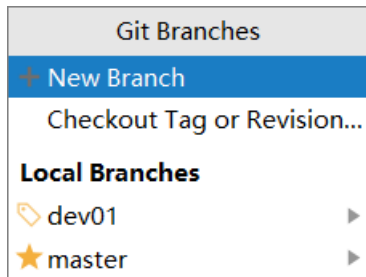 Git Branches
New Branch
Checkout Tag or Revision...
Local Branches
dev01
master